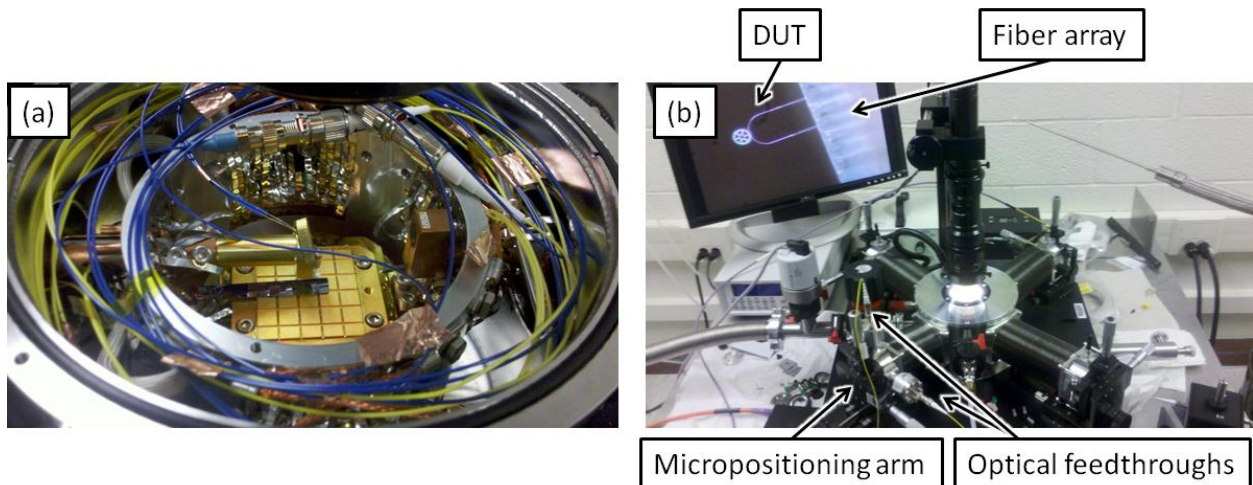 DUT
Fiber array
(a)
(b)
Micropositioning arm
Optical feedthroughs